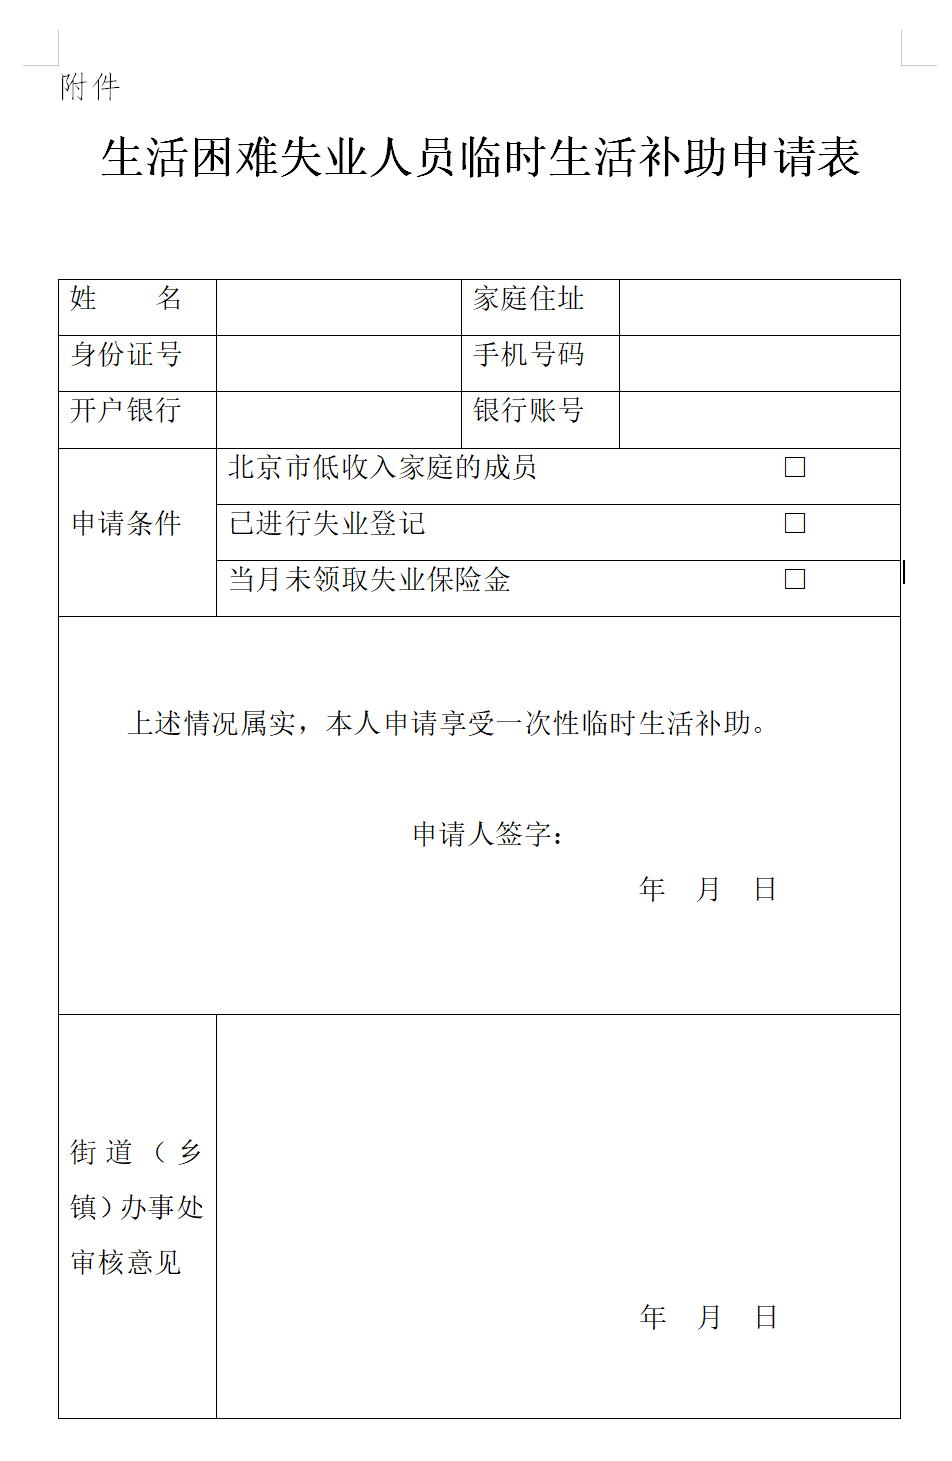 附件
生活困难失业人员临时生活补助申请表
姓　　名　家庭住址
身份证号　手机号码
开户银行　银行账号
申请条件
北京市低收入家庭的成员　□
已进行失业登记　□
当月未领取失业保险金　□
上述情况属实，本人申请享受一次性临时生活补助。
申请人签字：
年　月　日
街道（乡
镇）办事处
审核意见
年　月　日